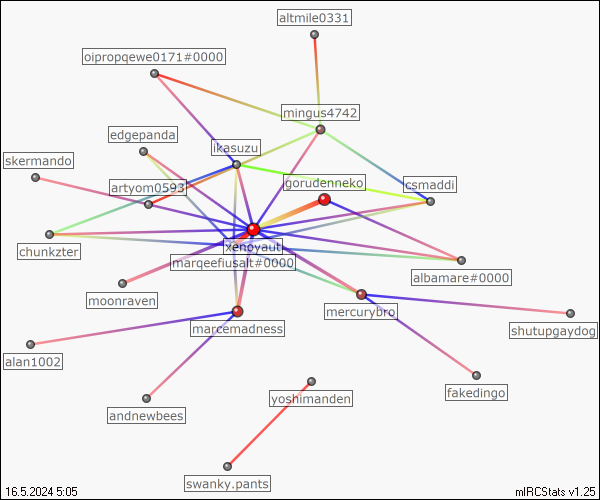 altmile0331
oipropqewe0171#0000
mingus4742
edgepanda
ikasuzu
skermando
artyom0593
gorudenneko
csmaddi
xenoyaut
chunkzter
marqeefiusalt#0000
albamare#0000
moonraven
mercurybro
marcemadness
shutupgaydog
alan1002
fakedingo
yoshimanden
andnewbees
swanky.pants
16.5.2024 5:05
mIRCStats v1.25